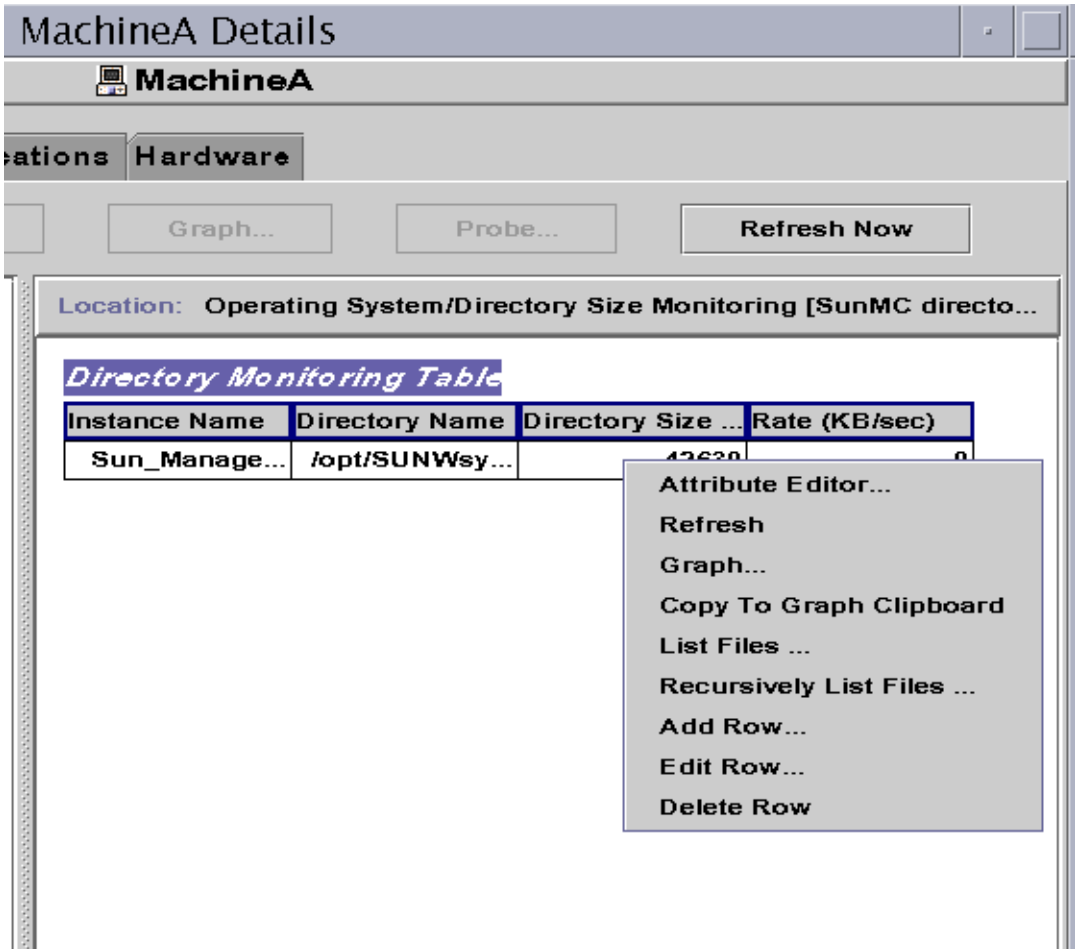 MachineA Details
MachineA
cations Hardware
Graph... Probe... Refresh Now
Location: Operating System/Directory Size Monitoring [SunMC directo...
Directory Monitoring Table
Instance Name Directory Name Directory Size ... Rate (KB/sec)
Sun_Manage... /opt/SUNWsy... 0
Attribute Editor...
Refresh
Graph...
Copy To Graph Clipboard
List Files ...
Recursively List Files ...
Add Row...
Edit Row...
Delete Row